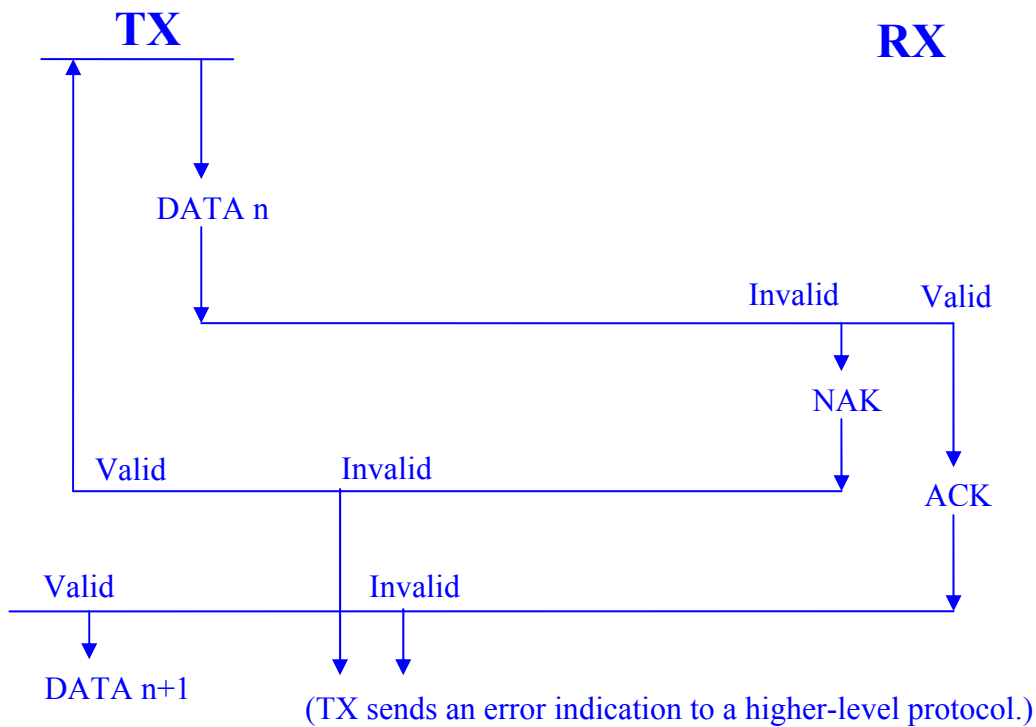 TX
RX
DATA n
Invalid
Valid
NAK
Valid
Invalid
ACK
Valid
Invalid
DATA n+1
(TX sends an error indication to a higher-level protocol.)